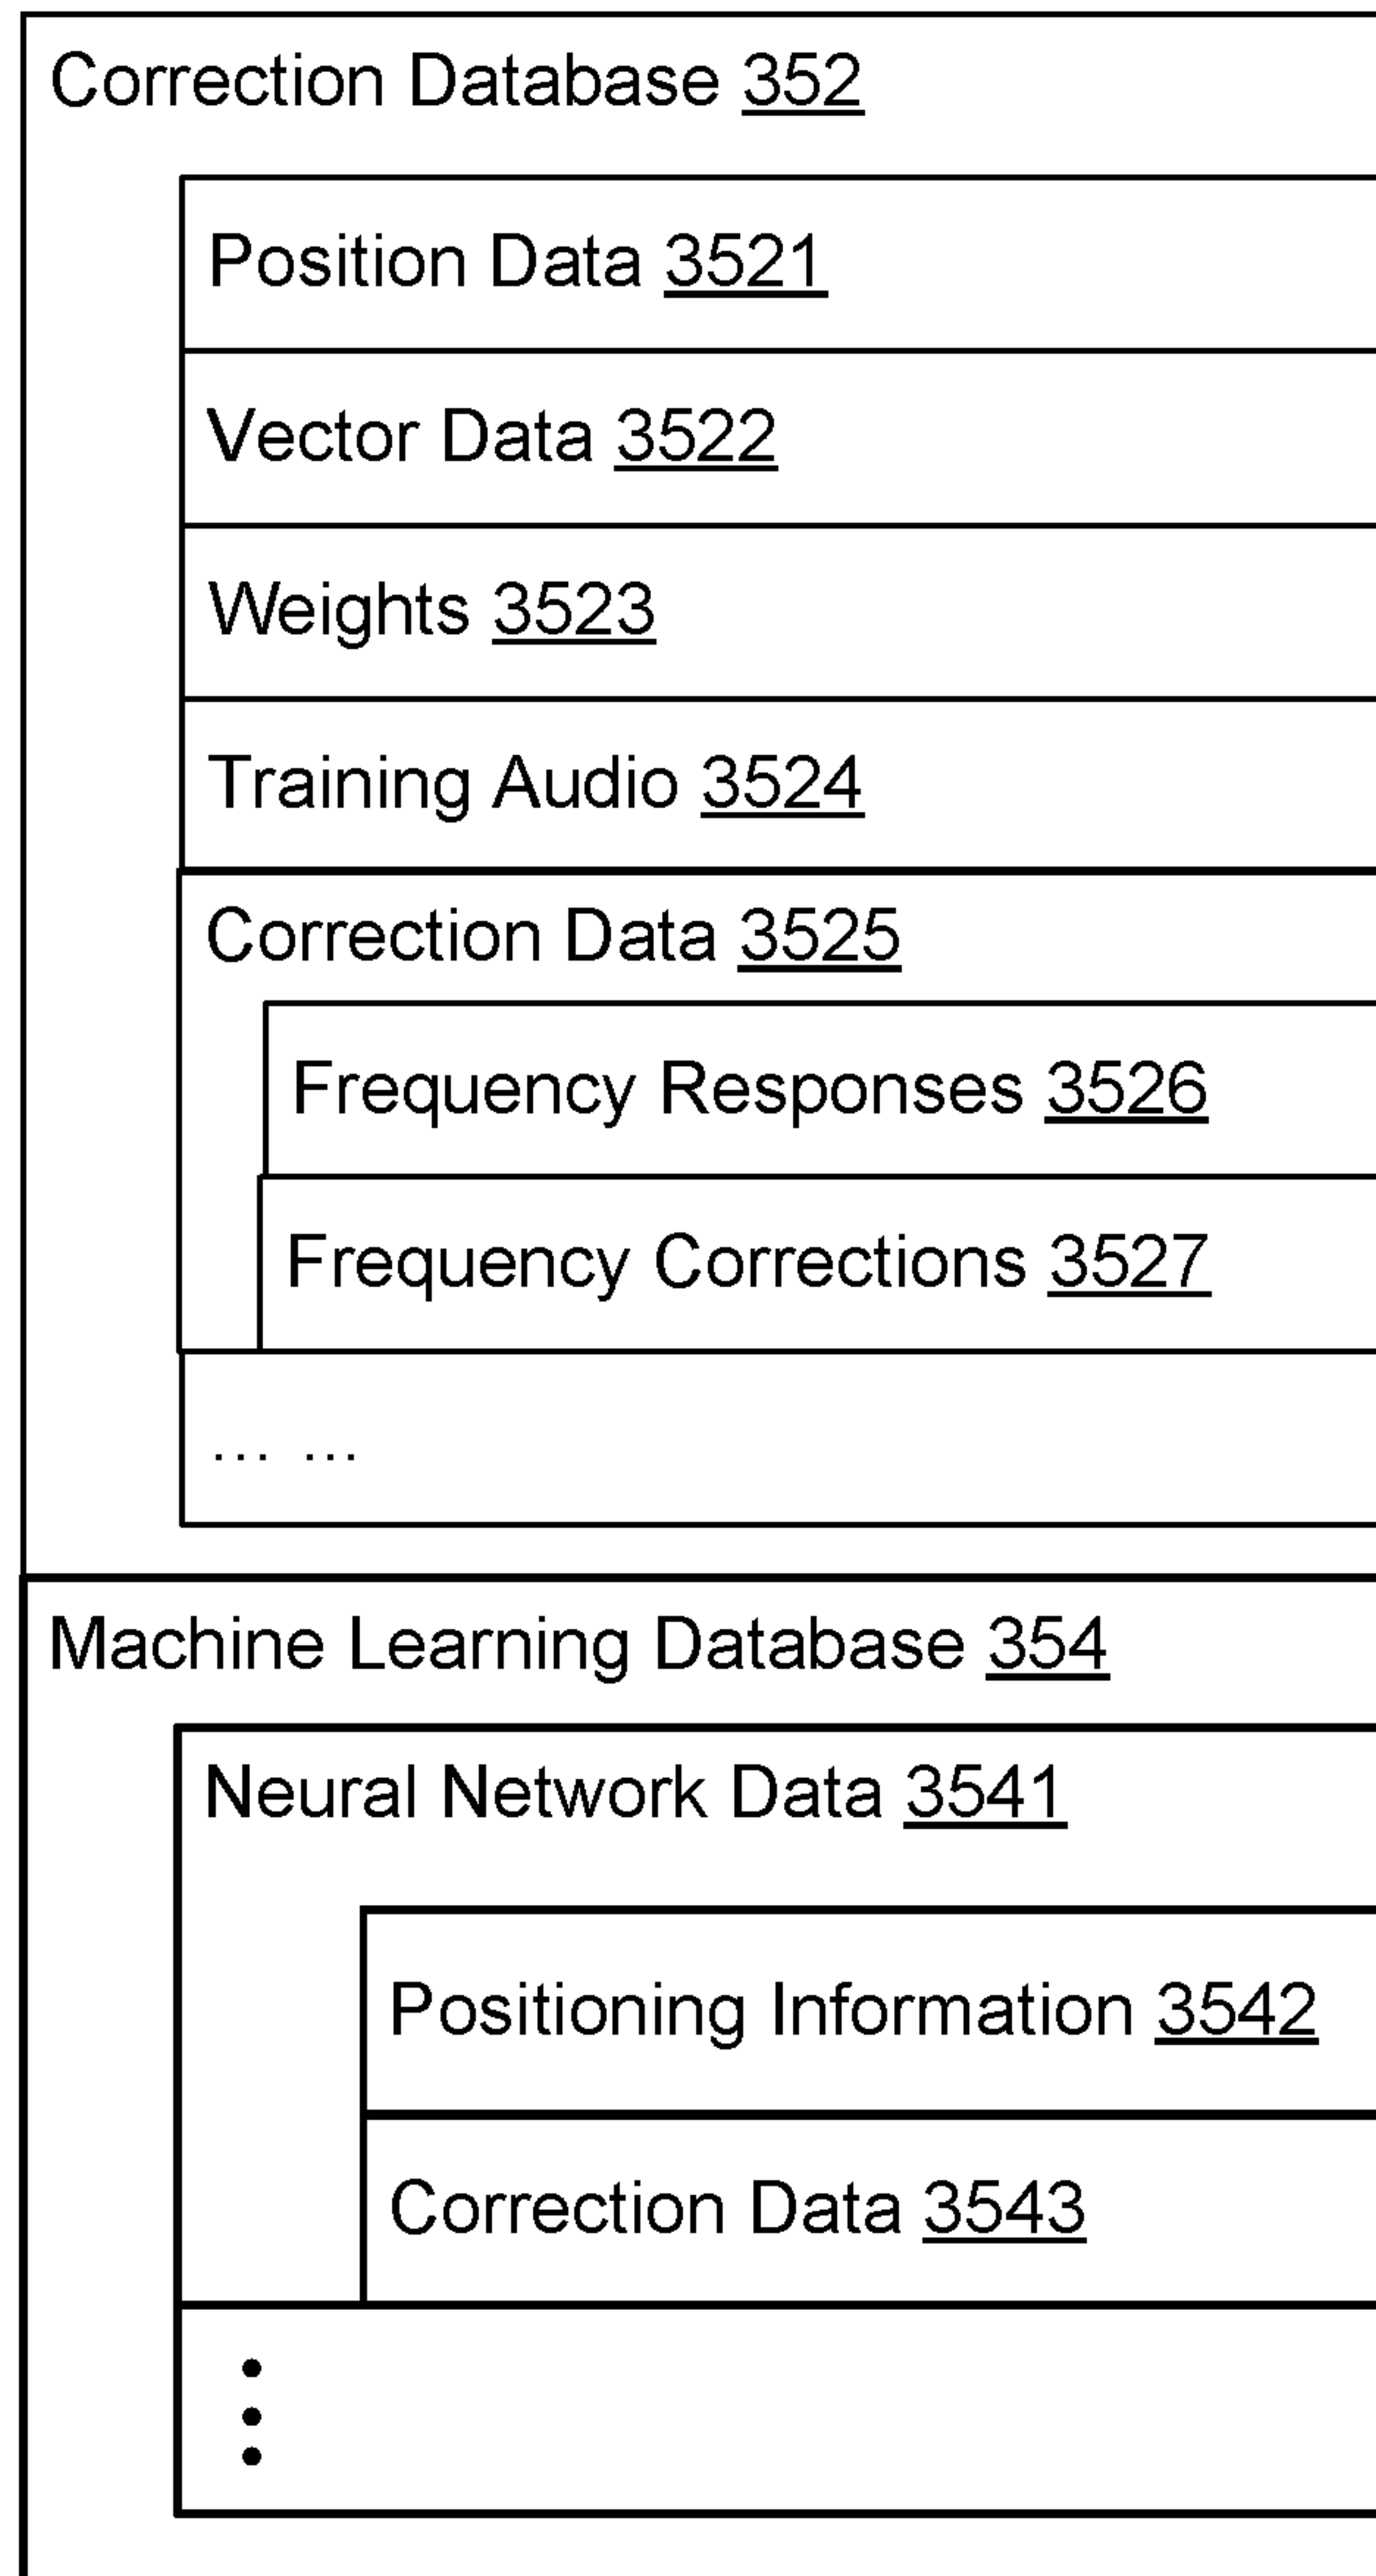 Correction Database 352
Position Data 3521
Vector Data 3522
Weights 3523
Training Audio 3524
Correction Data 3525
Frequency Responses 3526
Frequency Corrections 3527
... ...
Machine Learning Database 354
Neural Network Data 3541
Positioning Information 3542
Correction Data 3543